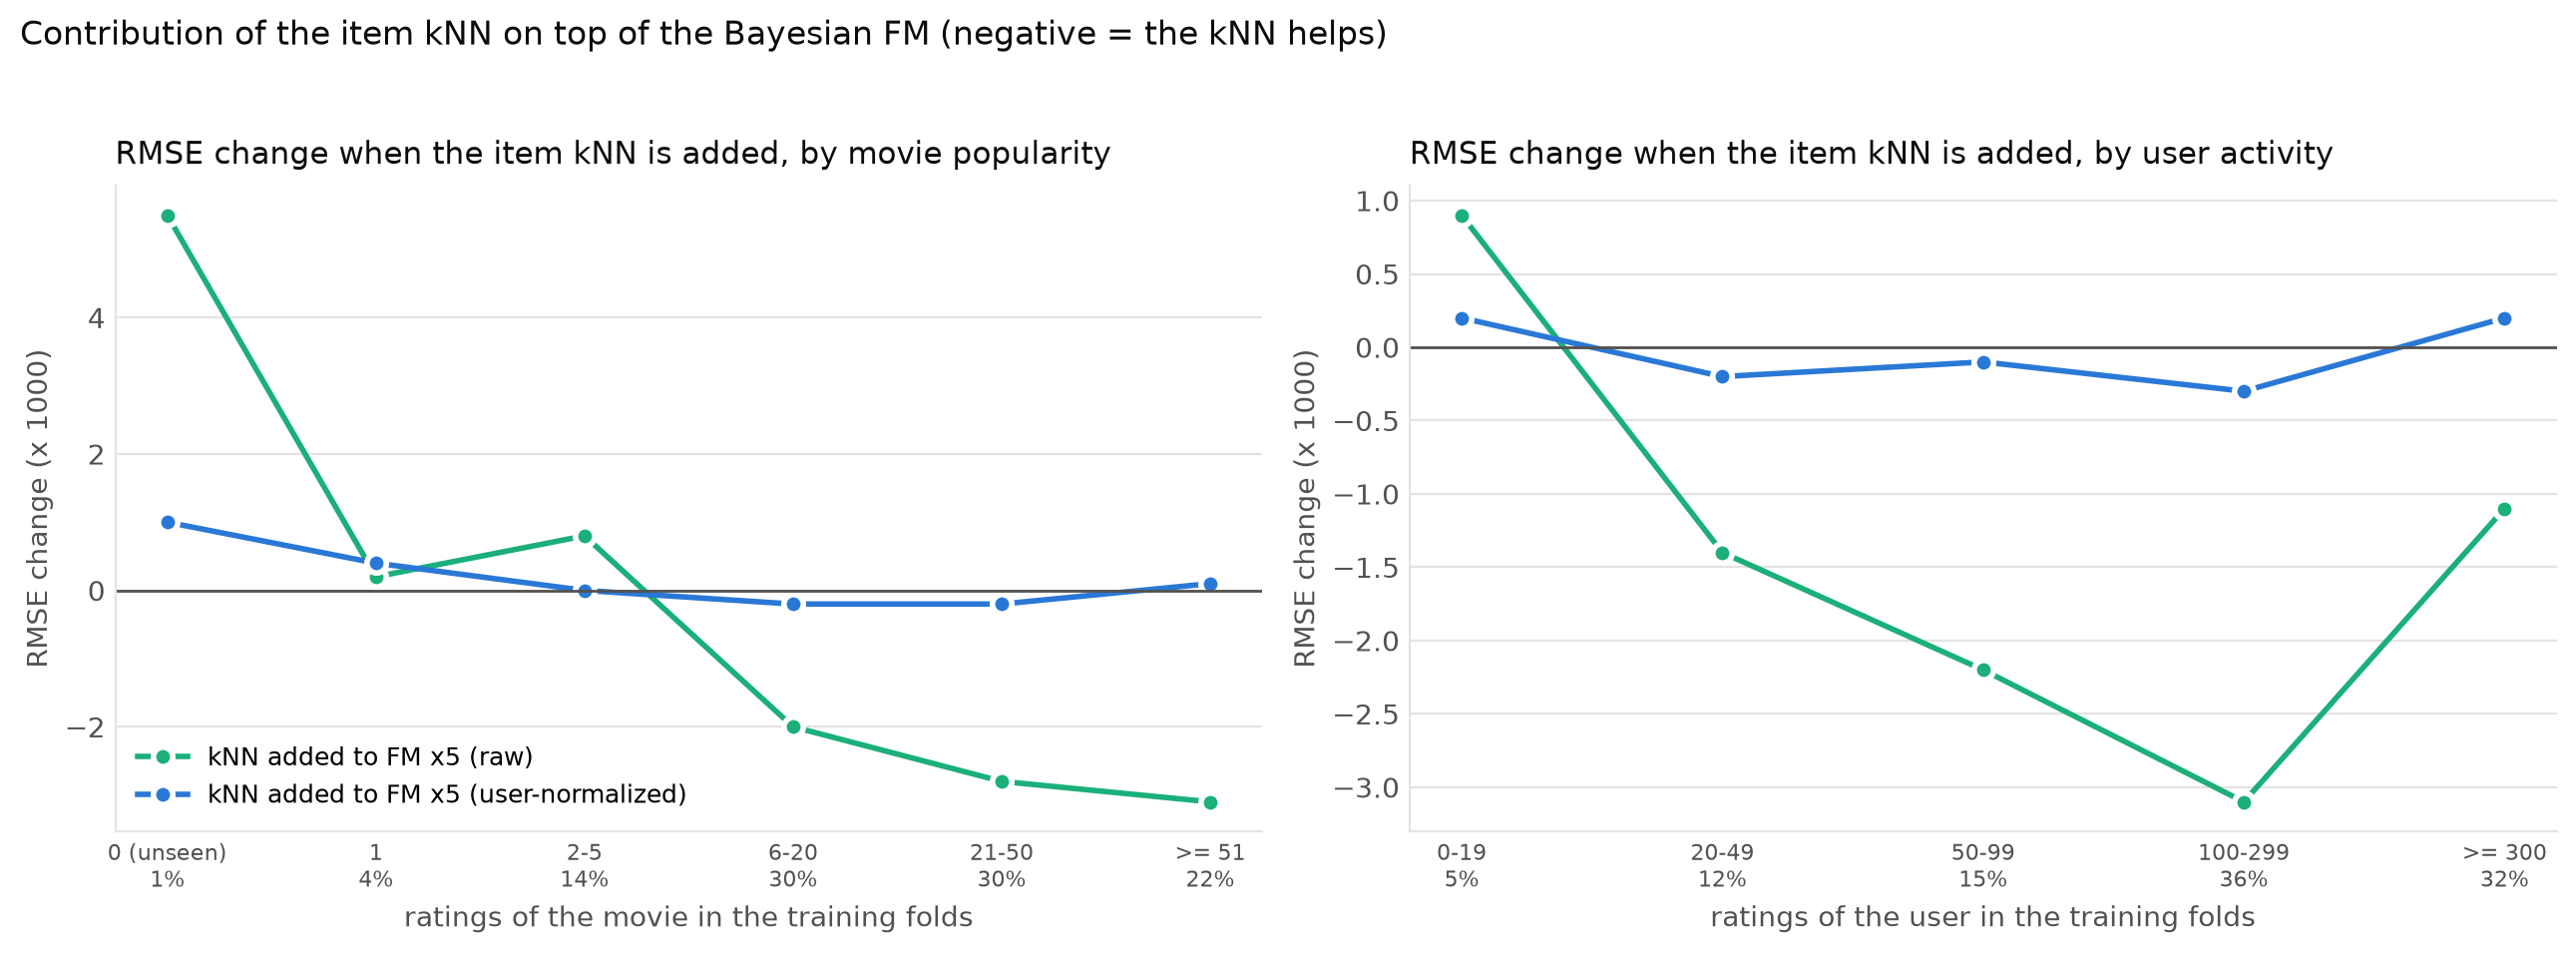 Contribution of the item kNN on top of the Bayesian FM (negative = the kNN helps)
RMSE change when the item kNN is added, by movie popularity
RMSE change (x 1000)
4
2
0
−2
kNN added to FM x5 (raw)
kNN added to FM x5 (user-normalized)
0 (unseen) 1 2-5 6-20 21-50 >= 51
1% 4% 14% 30% 30% 22%
ratings of the movie in the training folds
RMSE change when the item kNN is added, by user activity
RMSE change (x 1000)
1.0
0.5
0.0
−0.5
−1.0
−1.5
−2.0
−2.5
−3.0
0-19 20-49 50-99 100-299 >= 300
5% 12% 15% 36% 32%
ratings of the user in the training folds